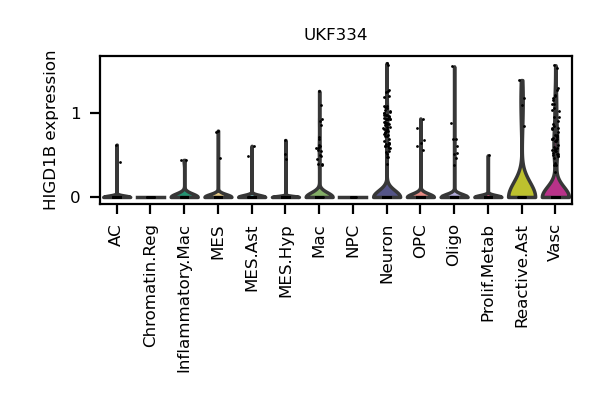 UKF334
HIGD1B expression
1
0
AC
Chromatin.Reg
Inflammatory.Mac
MES
MES.Ast
MES.Hyp
Mac
NPC
Neuron
OPC
Oligo
Prolif.Metab
Reactive.Ast
Vasc